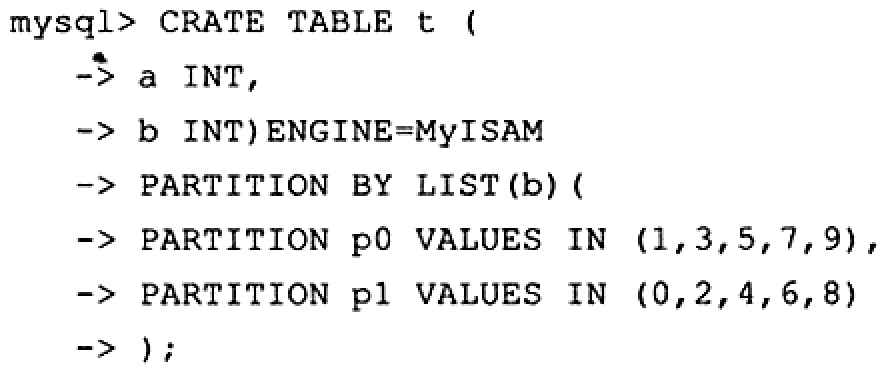 mysql> CRATE TABLE t (
-> a INT,
-> b INT)ENGINE=MyISAM
-> PARTITION BY LIST(b)(
-> PARTITION p0 VALUES IN (1,3,5,7,9),
-> PARTITION p1 VALUES IN (0,2,4,6,8)
-> );